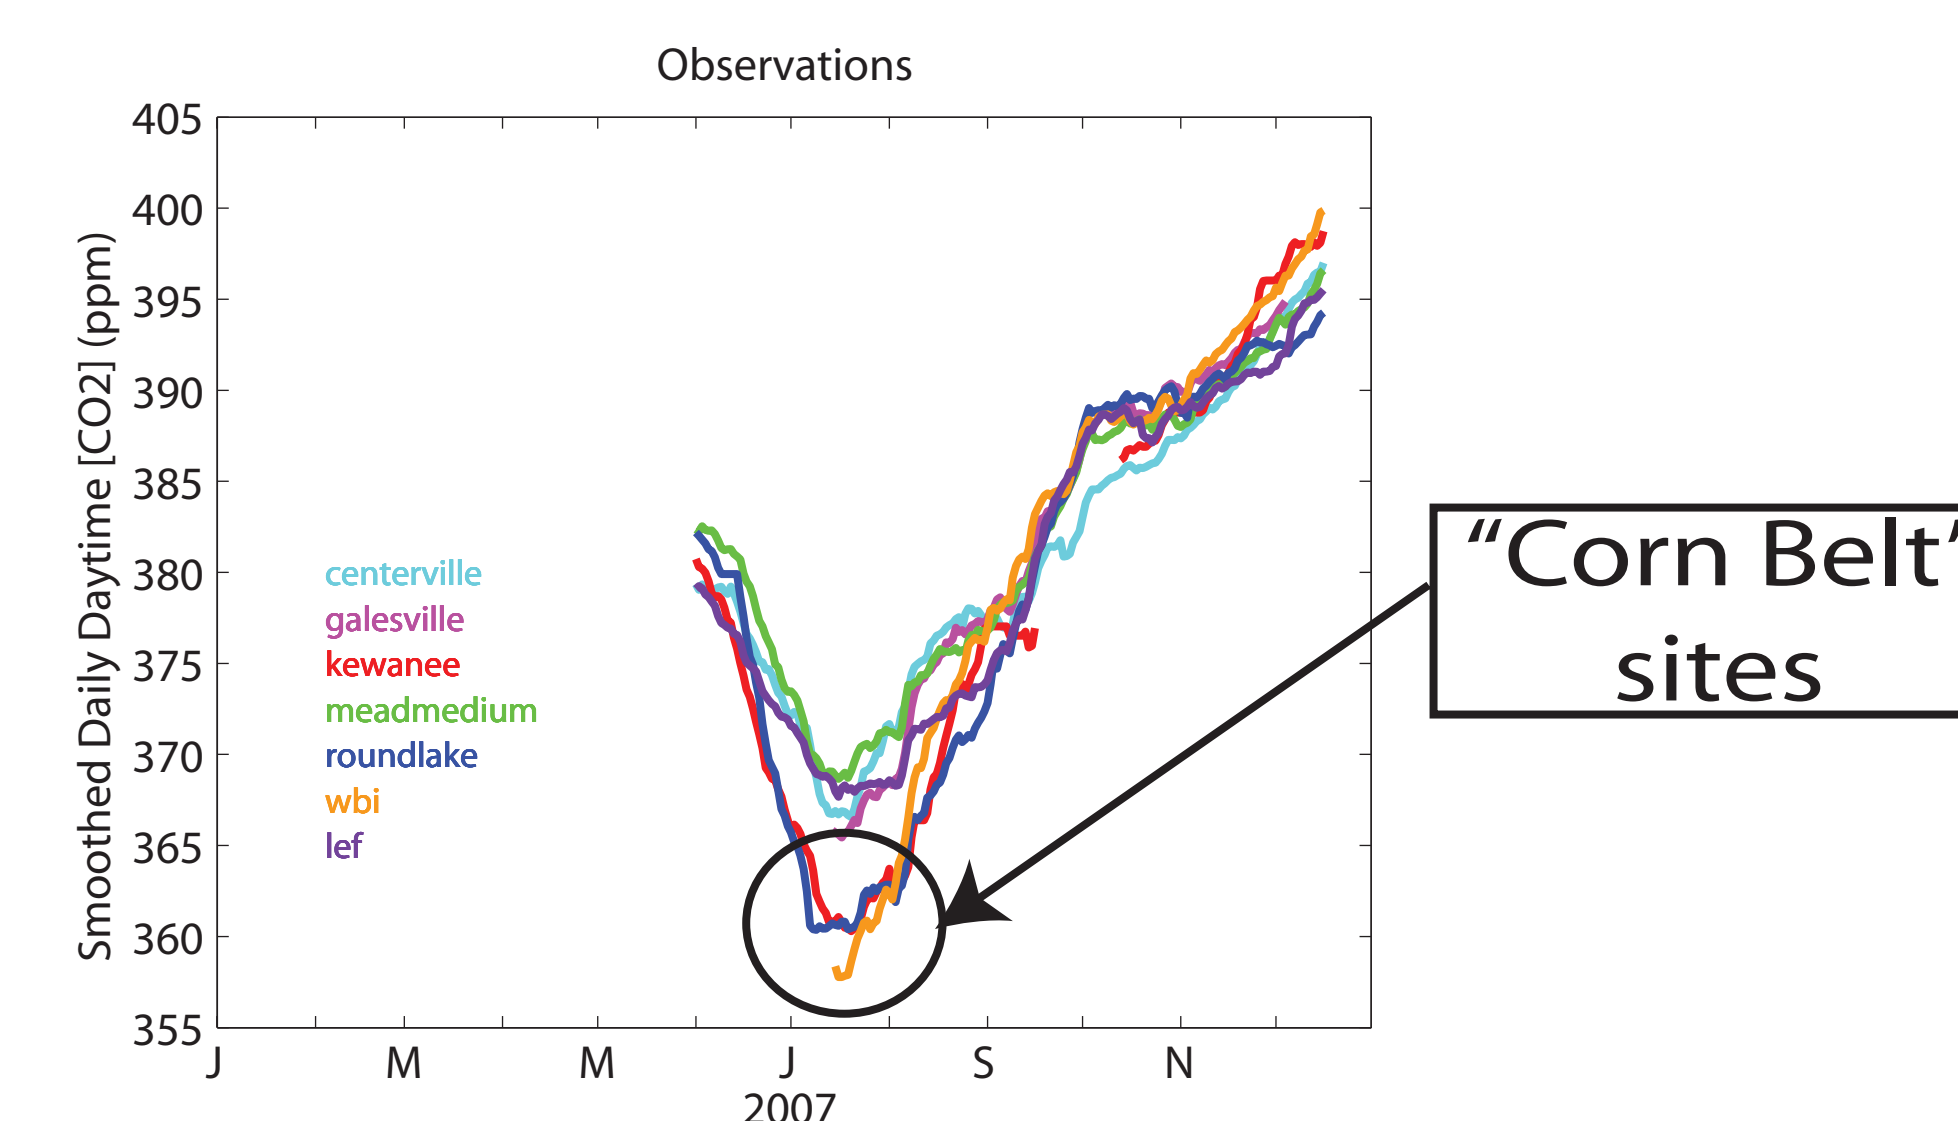 Observations
Smoothed Daily Daytime [CO2] (ppm)
405
400
395
390
385
380
375
370
365
360
355
centerville
galesville
kewanee
meadmedium
roundlake
wbi
lef
“Corn Belt”
sites
J M M J S N
2007